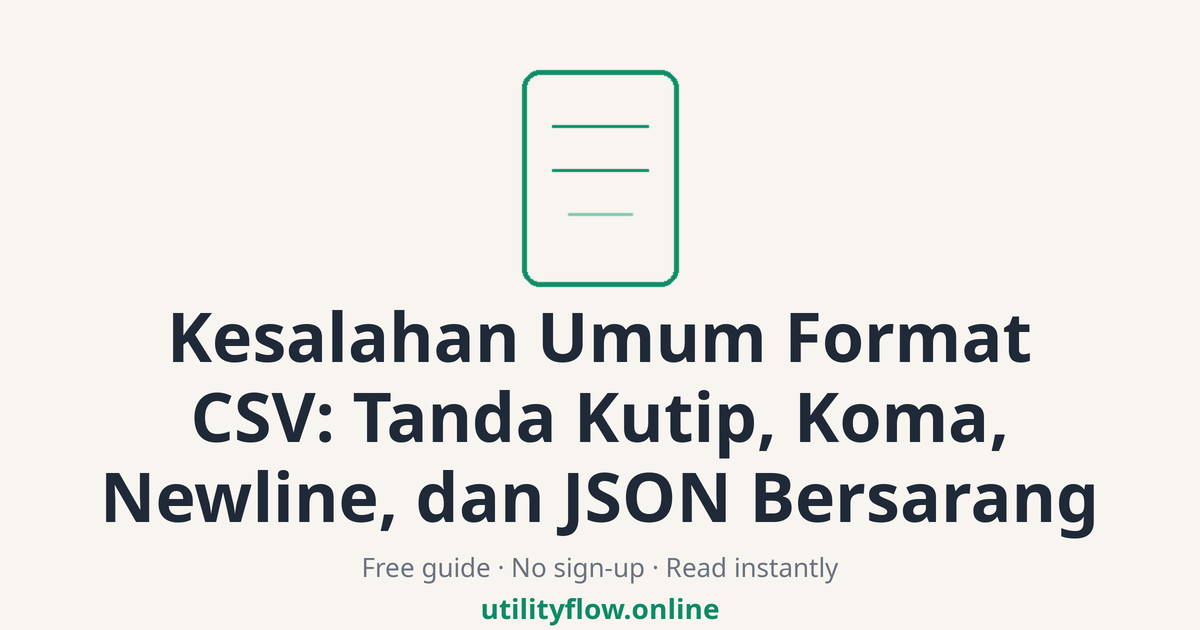 Kesalahan Umum Format
CSV: Tanda Kutip, Koma,
Newline, dan JSON Bersarang
Free guide · No sign-up · Read instantly
utilityflow.online